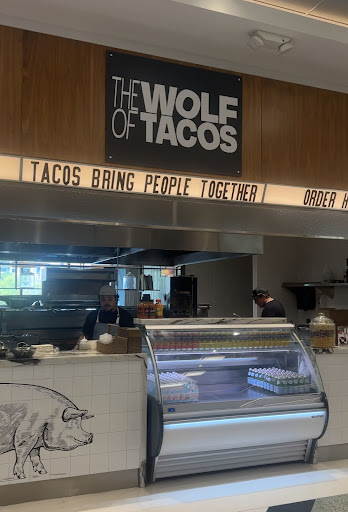 THE WOLF
OF TACOS
TACOS BRING PEOPLE TOGETHER
ORDER